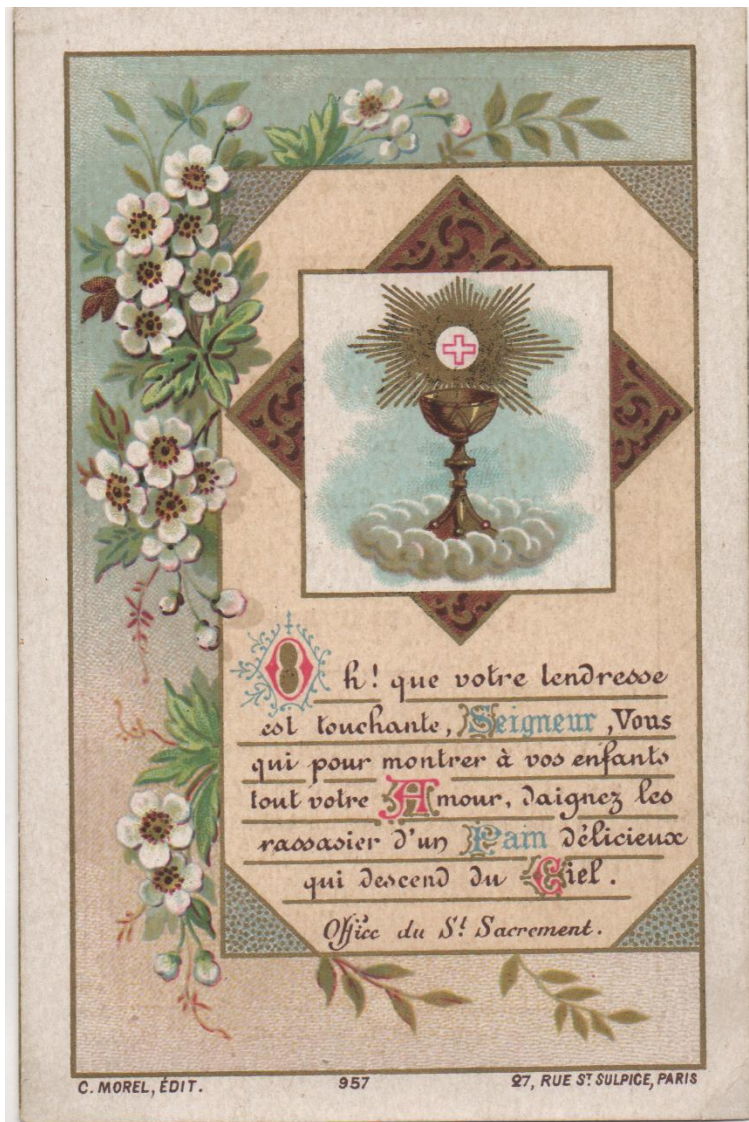 Oh! que votre tendresse
est touchante, Seigneur, Vous
qui pour montrer à vos enfants
tout votre Amour, daignez les
rassasier d'un Pain délicieux
qui descend du Ciel.
Office du St Sacrement.
C. MOREL, ÉDIT. 957 27, RUE ST SULPICE, PARIS